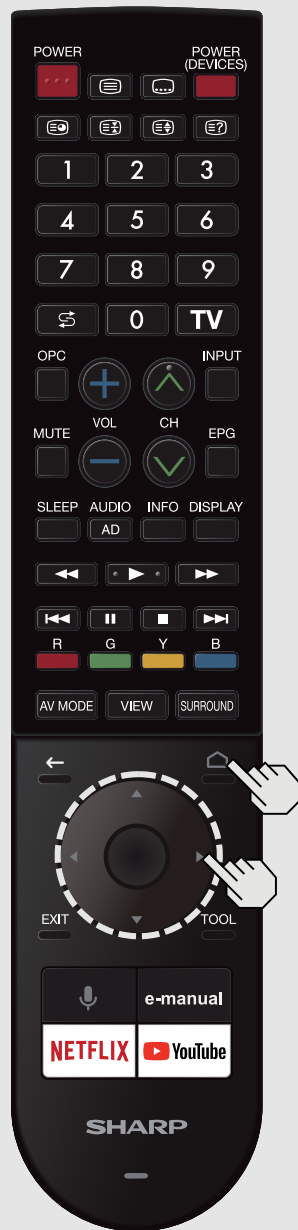 POWER
POWER
(DEVICES)
1 2 3
4 5 6
7 8 9
0 TV
OPC INPUT
VOL CH
MUTE EPG
SLEEP AUDIO INFO DISPLAY
AD
R G Y B
AV MODE VIEW SURROUND
EXIT TOOL
e-manual
NETFLIX YouTube
SHARP